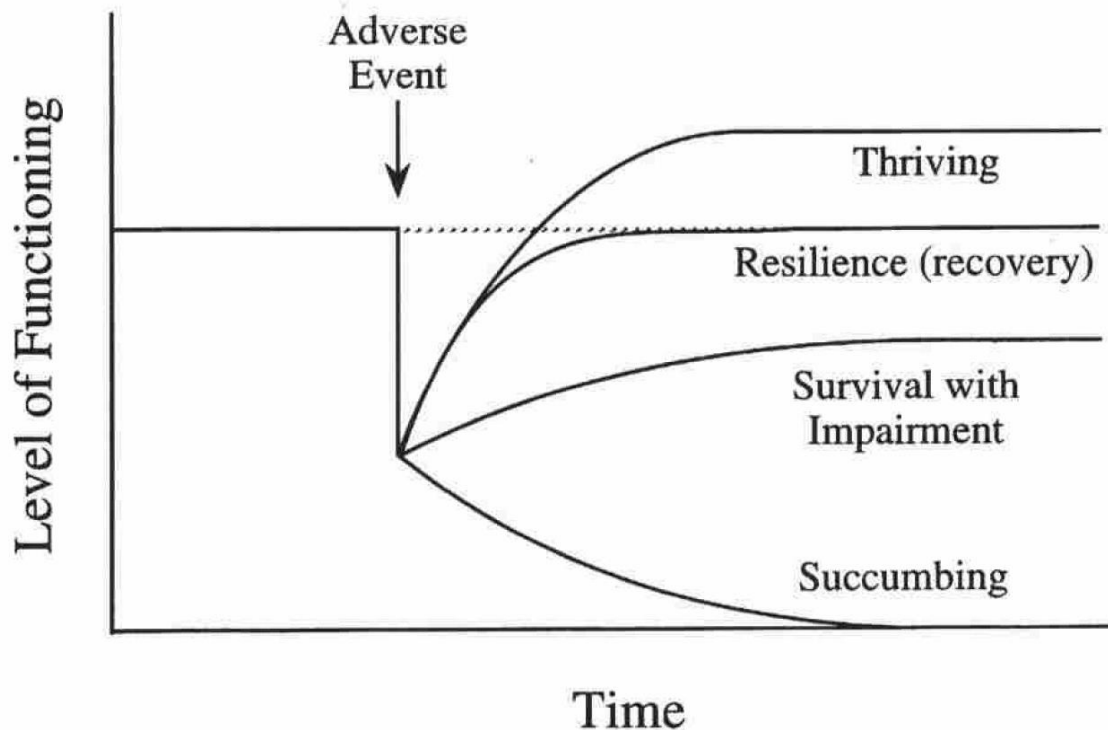 Adverse
Event
Level of Functioning
Thriving
Resilience (recovery)
Survival with
Impairment
Succumbing
Time